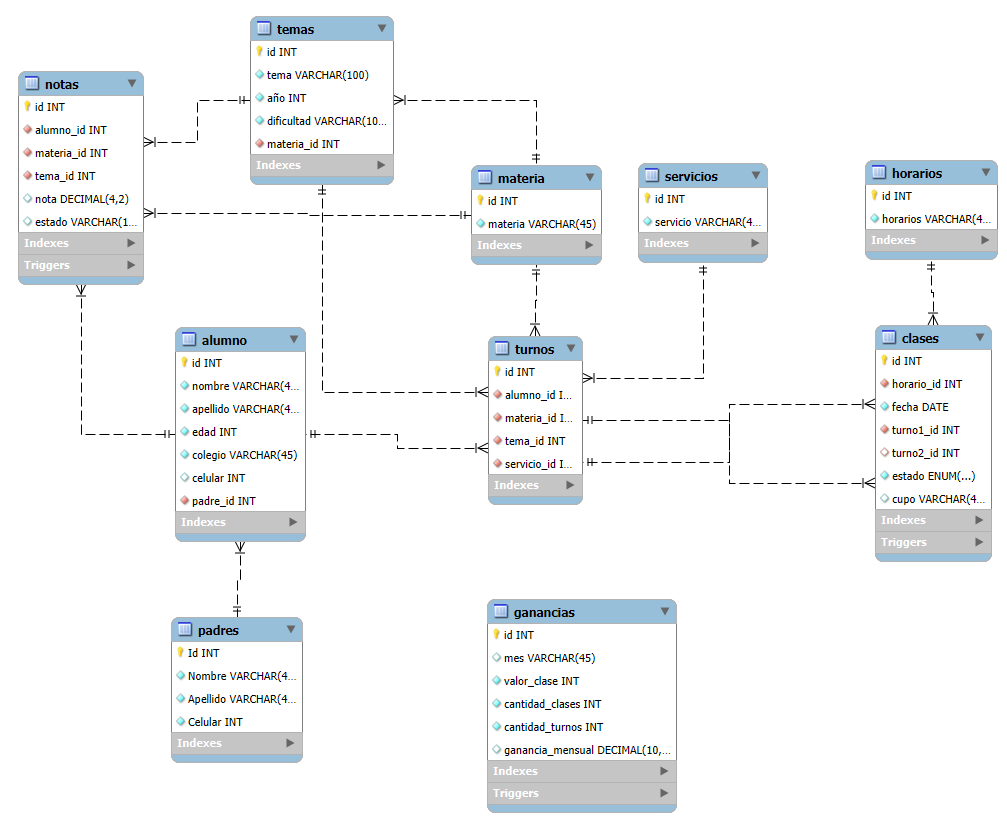 temas
id INT
tema VARCHAR(100)
año INT
dificultad VARCHAR(10...
materia_id INT
Indexes
notas
id INT
alumno_id INT
materia_id INT
tema_id INT
nota DECIMAL(4,2)
estado VARCHAR(1...
Indexes
Triggers
materia
id INT
materia VARCHAR(45)
Indexes
servicios
id INT
servicio VARCHAR(4...
Indexes
horarios
id INT
horarios VARCHAR(4...
Indexes
alumno
id INT
nombre VARCHAR(4...
apellido VARCHAR(4...
edad INT
colegio VARCHAR(45)
celular INT
padre_id INT
Indexes
turnos
id INT
alumno_id I...
materia_id I...
tema_id INT
servicio_id I...
Indexes
clases
id INT
horario_id INT
fecha DATE
turno1_id INT
turno2_id INT
estado ENUM(...)
cupo VARCHAR(4...
Indexes
Triggers
padres
Id INT
Nombre VARCHAR(4...
Apellido VARCHAR(4...
Celular INT
Indexes
ganancias
id INT
mes VARCHAR(45)
valor_clase INT
cantidad_clases INT
cantidad_turnos INT
ganancia_mensual DECIMAL(10,...
Indexes
Triggers